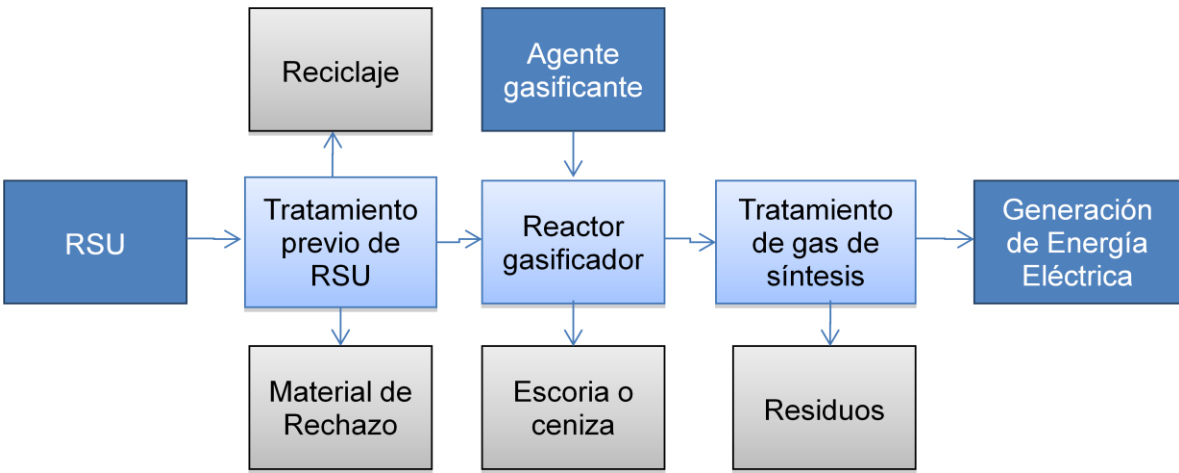 Reciclaje
Agente
gasificante
RSU
Tratamiento
previo de
RSU
Reactor
gasificador
Tratamiento
de gas de
síntesis
Generación
de Energía
Eléctrica
Material de
Rechazo
Escoria o
ceniza
Residuos